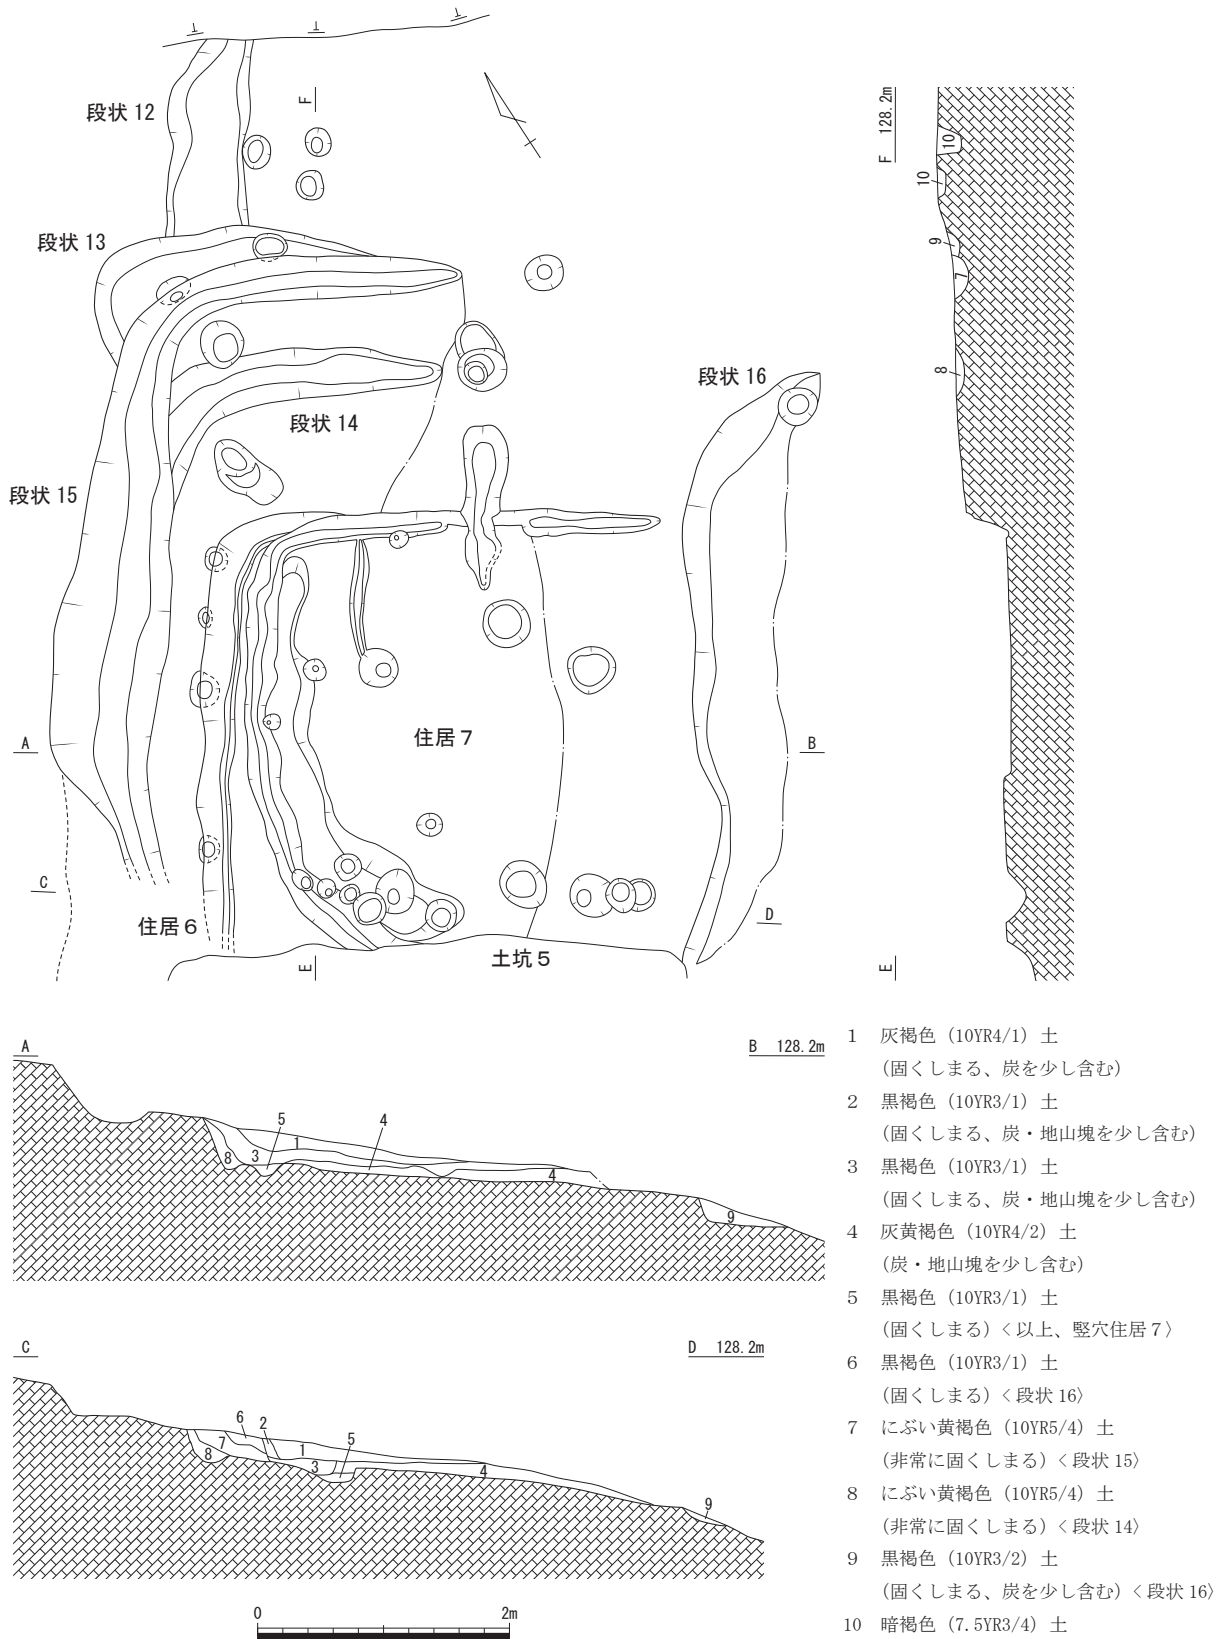 段状 12
F
F 128.2m
10
10
9
7
8
段状 13
段状 16
段状 14
段状 15
住居７
A
B
C
D
住居６
土坑５
E
E
A
B 128.2m
5
4
1
8
3
4
9
C
D 128.2m
6
2
5
7
1
8
3
4
9
0 2m
1 灰褐色（10YR4/1）土
（固くしまる、炭を少し含む）
2 黒褐色（10YR3/1）土
（固くしまる、炭・地山塊を少し含む）
3 黒褐色（10YR3/1）土
（固くしまる、炭・地山塊を少し含む）
4 灰黄褐色（10YR4/2）土
（炭・地山塊を少し含む）
5 黒褐色（10YR3/1）土
（固くしまる）〈以上、竪穴住居７〉
6 黒褐色（10YR3/1）土
（固くしまる）〈段状 16〉
7 にぶい黄褐色（10YR5/4）土
（非常に固くしまる）〈段状 15〉
8 にぶい黄褐色（10YR5/4）土
（非常に固くしまる）〈段状 14〉
9 黒褐色（10YR3/2）土
（固くしまる、炭を少し含む）〈段状 16〉
10 暗褐色（7.5YR3/4）土